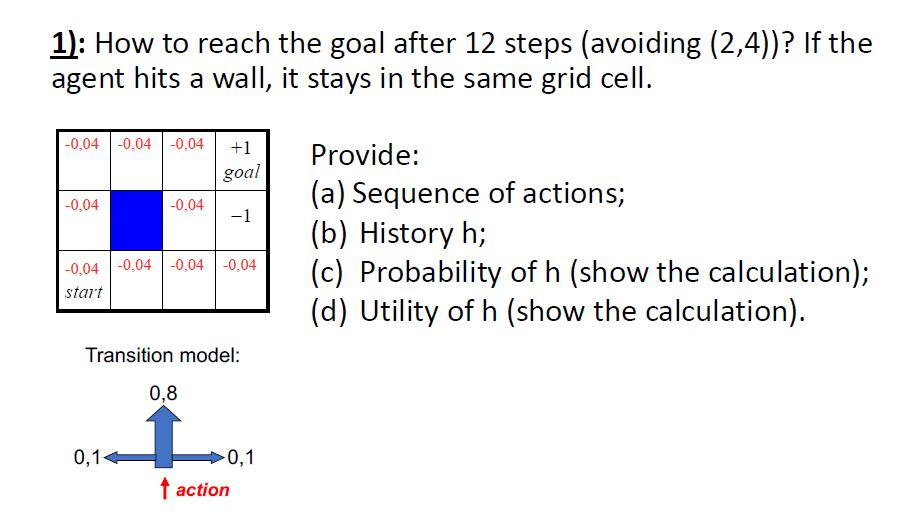 1): How to reach the goal after 12 steps (avoiding (2,4))? If the
agent hits a wall, it stays in the same grid cell.
-0,04 -0,04 -0,04 +1
goal
-0,04 -0,04 −1
-0,04 -0,04 -0,04 -0,04
start
Provide:
(a) Sequence of actions;
(b) History h;
(c) Probability of h (show the calculation);
(d) Utility of h (show the calculation).
Transition model:
0,8
0,1 0,1
action